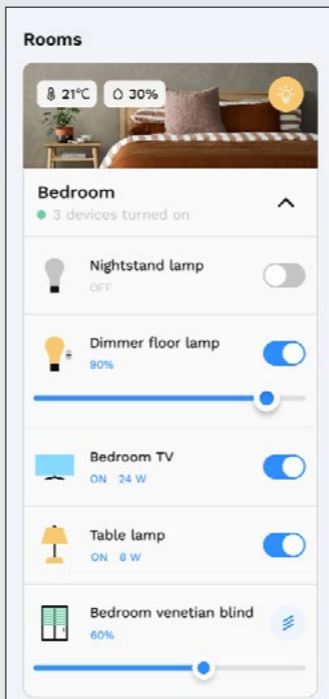 Rooms
21°C 30%
Bedroom
3 devices turned on
Nightstand lamp
OFF
Dimmer floor lamp
90%
Bedroom TV
ON 24 W
Table lamp
ON 8 W
Bedroom venetian blind
60%